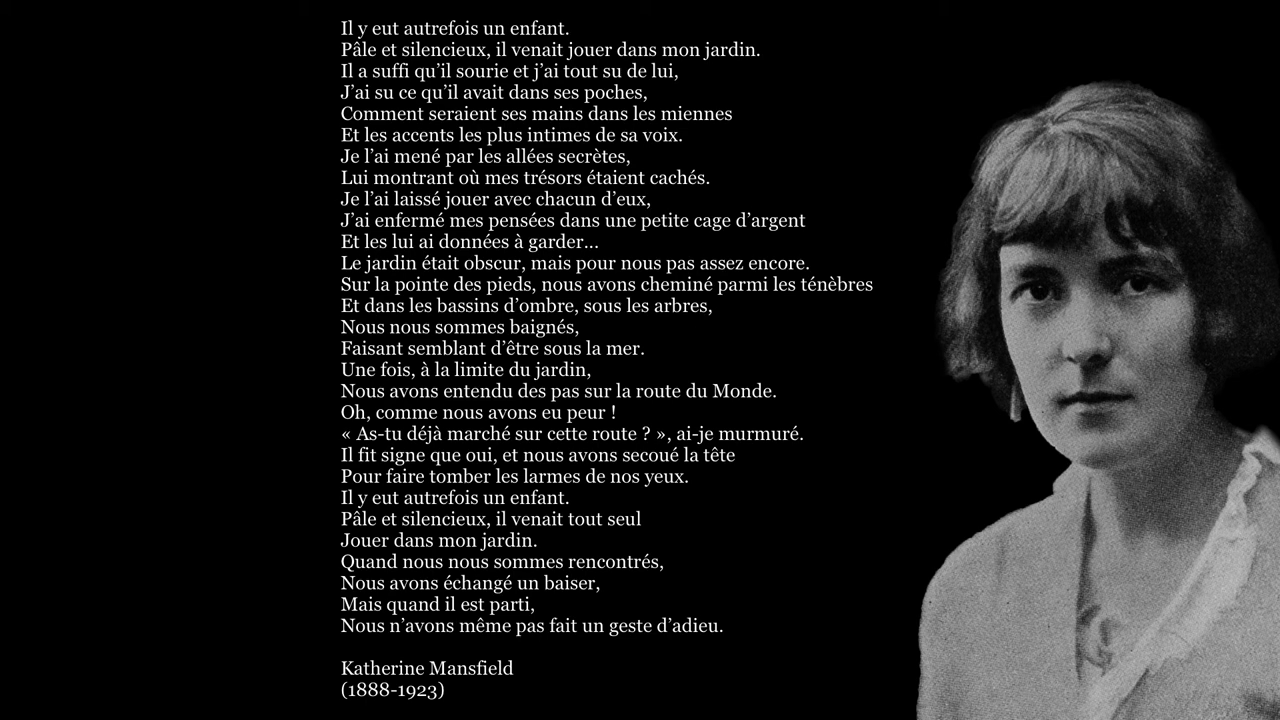 Il y eut autrefois un enfant.
Pâle et silencieux, il venait jouer dans mon jardin.
Il a suffi qu’il sourie et j’ai tout su de lui,
J’ai su ce qu’il avait dans ses poches,
Comment seraient ses mains dans les miennes
Et les accents les plus intimes de sa voix.
Je l’ai mené par les allées secrètes,
Lui montrant où mes trésors étaient cachés.
Je l’ai laissé jouer avec chacun d’eux,
J’ai enfermé mes pensées dans une petite cage d’argent
Et les lui ai données à garder...
Le jardin était obscur, mais pour nous pas assez encore.
Sur la pointe des pieds, nous avons cheminé parmi les ténèbres
Et dans les bassins d’ombre, sous les arbres,
Nous nous sommes baignés,
Faisant semblant d’être sous la mer.
Une fois, à la limite du jardin,
Nous avons entendu des pas sur la route du Monde.
Oh, comme nous avons eu peur !
« As-tu déjà marché sur cette route ? », ai-je murmuré.
Il fit signe que oui, et nous avons secoué la tête
Pour faire tomber les larmes de nos yeux.
Il y eut autrefois un enfant.
Pâle et silencieux, il venait tout seul
Jouer dans mon jardin.
Quand nous nous sommes rencontrés,
Nous avons échangé un baiser,
Mais quand il est parti,
Nous n’avons même pas fait un geste d’adieu.
Katherine Mansfield
(1888-1923)